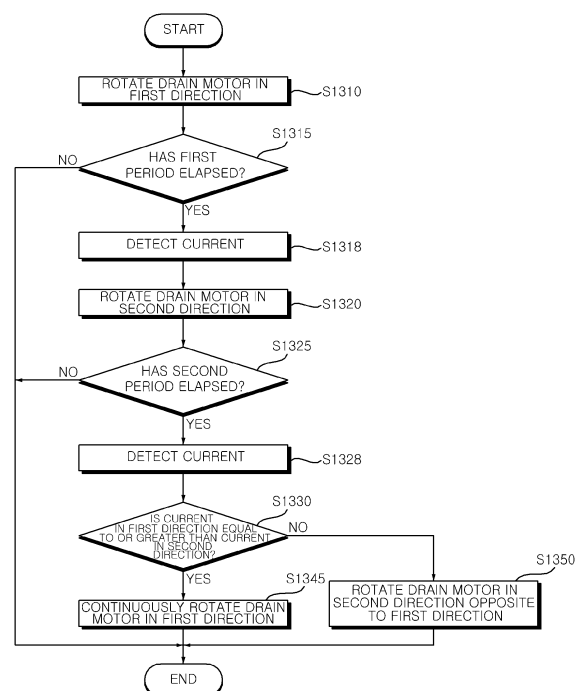 START
ROTATE DRAIN MOTOR IN
FIRST DIRECTION
S1310
S1315
HAS FIRST
PERIOD ELAPSED?
NO
YES
DETECT CURRENT
S1318
ROTATE DRAIN MOTOR IN
SECOND DIRECTION
S1320
S1325
HAS SECOND
PERIOD ELAPSED?
NO
YES
DETECT CURRENT
S1328
S1330
IS CURRENT
IN FIRST DIRECTION EQUAL
TO OR GREATER THAN CURRENT
IN SECOND
DIRECTION?
NO
YES
S1345
CONTINUOUSLY ROTATE DRAIN
MOTOR IN FIRST DIRECTION
S1350
ROTATE DRAIN MOTOR IN
SECOND DIRECTION OPPOSITE
TO FIRST DIRECTION
END